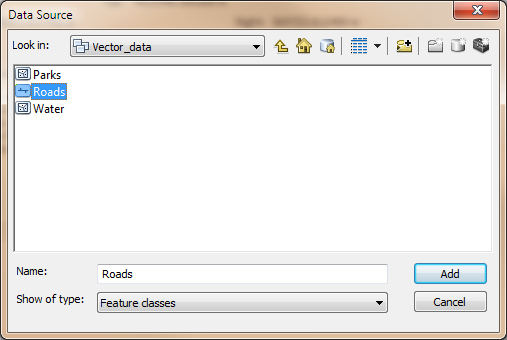 Data Source
Look in: Vector_data
Parks
Roads
Water
Name: Roads
Add
Show of type: Feature classes
Cancel